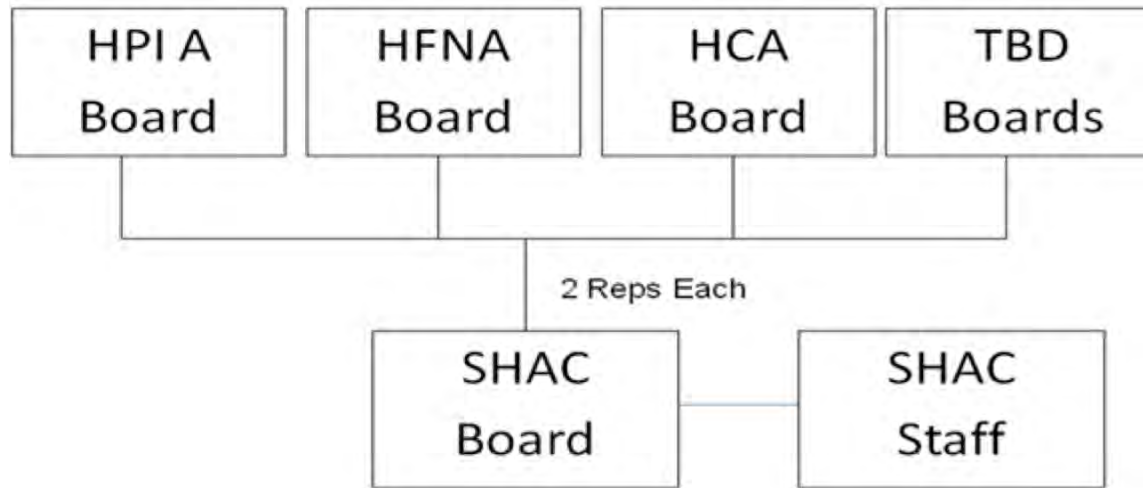 HPI A
Board
HFNA
Board
HCA
Board
TBD
Boards
2 Reps Each
SHAC
Board
SHAC
Staff